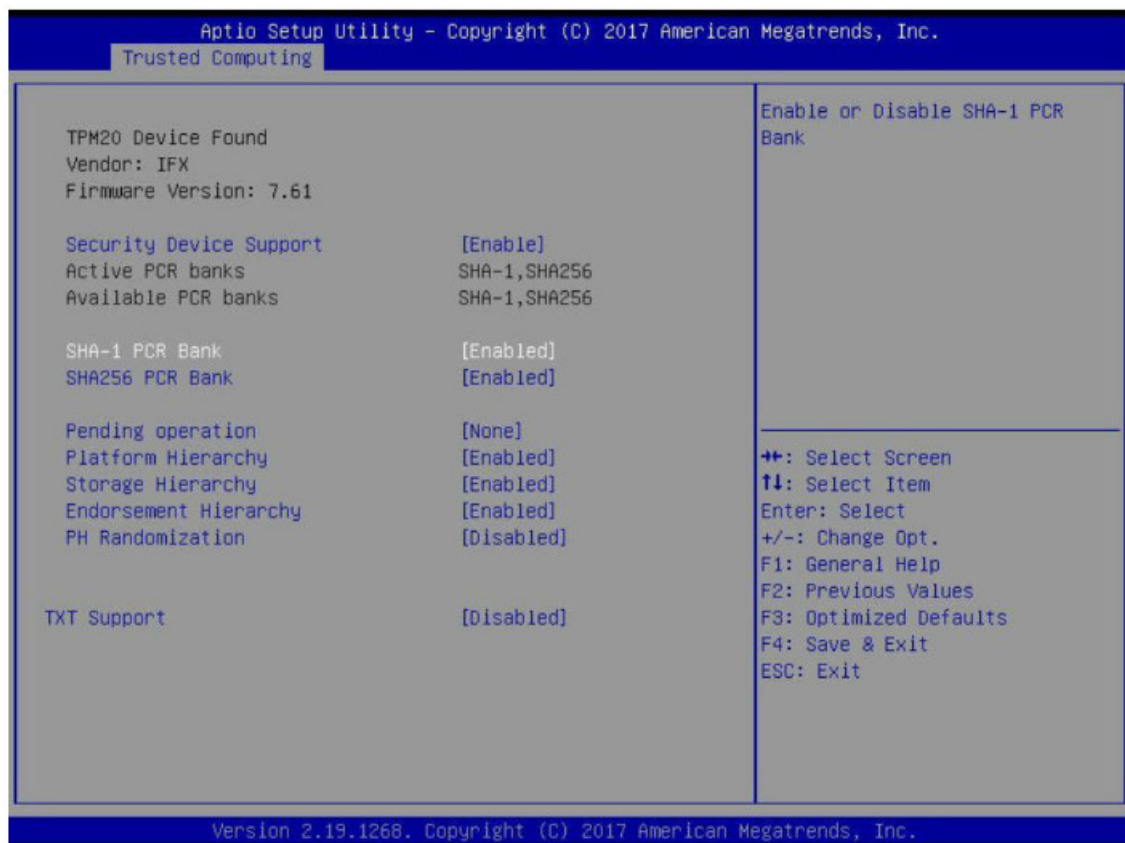 Aptio Setup Utility – Copyright (C) 2017 American Megatrends, Inc.
Trusted Computing
TPM20 Device Found
Vendor: IFX
Firmware Version: 7.61
Security Device Support [Enable]
Active PCR banks SHA-1,SHA256
Available PCR banks SHA-1,SHA256
SHA-1 PCR Bank [Enabled]
SHA256 PCR Bank [Enabled]
Pending operation [None]
Platform Hierarchy [Enabled]
Storage Hierarchy [Enabled]
Endorsement Hierarchy [Enabled]
PH Randomization [Disabled]
TXT Support [Disabled]
Enable or Disable SHA-1 PCR
Bank
→←: Select Screen
↑↓: Select Item
Enter: Select
+/-: Change Opt.
F1: General Help
F2: Previous Values
F3: Optimized Defaults
F4: Save & Exit
ESC: Exit
Version 2.19.1268. Copyright (C) 2017 American Megatrends, Inc.